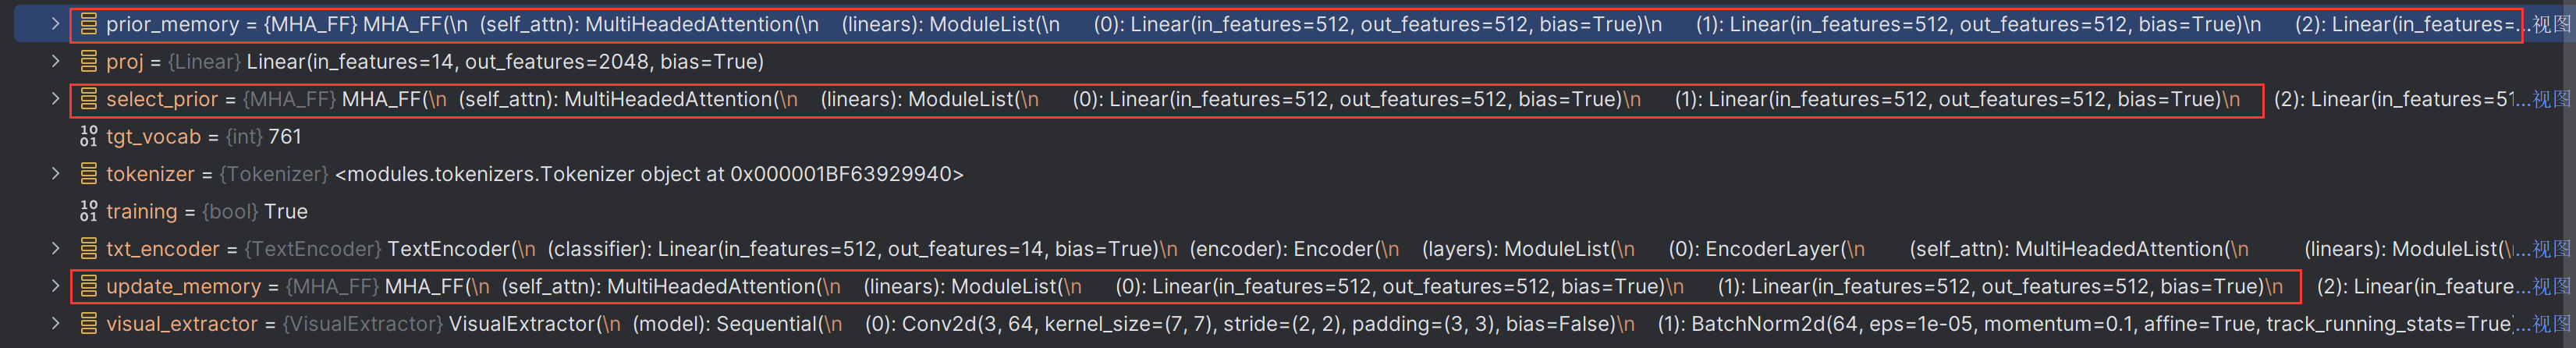 prior_memory = {MHA_FF} MHA_FF(\n (self_attn): MultiHeadedAttention(\n (linears): ModuleList(\n (0): Linear(in_features=512, out_features=512, bias=True)\n (1): Linear(in_features=512, out_features=512, bias=True)\n (2): Linear(in_features=...视图
proj = {Linear} Linear(in_features=14, out_features=2048, bias=True)
select_prior = {MHA_FF} MHA_FF(\n (self_attn): MultiHeadedAttention(\n (linears): ModuleList(\n (0): Linear(in_features=512, out_features=512, bias=True)\n (1): Linear(in_features=512, out_features=512, bias=True)\n (2): Linear(in_features=51...视图
10 01 tgt_vocab = {int} 761
tokenizer = {Tokenizer} <modules.tokenizers.Tokenizer object at 0x000001BF63929940>
10 01 training = {bool} True
txt_encoder = {TextEncoder} TextEncoder(\n (classifier): Linear(in_features=512, out_features=14, bias=True)\n (encoder): Encoder(\n (layers): ModuleList(\n (0): EncoderLayer(\n (self_attn): MultiHeadedAttention(\n (linears): ModuleList(\...视图
update_memory = {MHA_FF} MHA_FF(\n (self_attn): MultiHeadedAttention(\n (linears): ModuleList(\n (0): Linear(in_features=512, out_features=512, bias=True)\n (1): Linear(in_features=512, out_features=512, bias=True)\n (2): Linear(in_feature...视图
visual_extractor = {VisualExtractor} VisualExtractor(\n (model): Sequential(\n (0): Conv2d(3, 64, kernel_size=(7, 7), stride=(2, 2), padding=(3, 3), bias=False)\n (1): BatchNorm2d(64, eps=1e-05, momentum=0.1, affine=True, track_running_stats=True)...视图